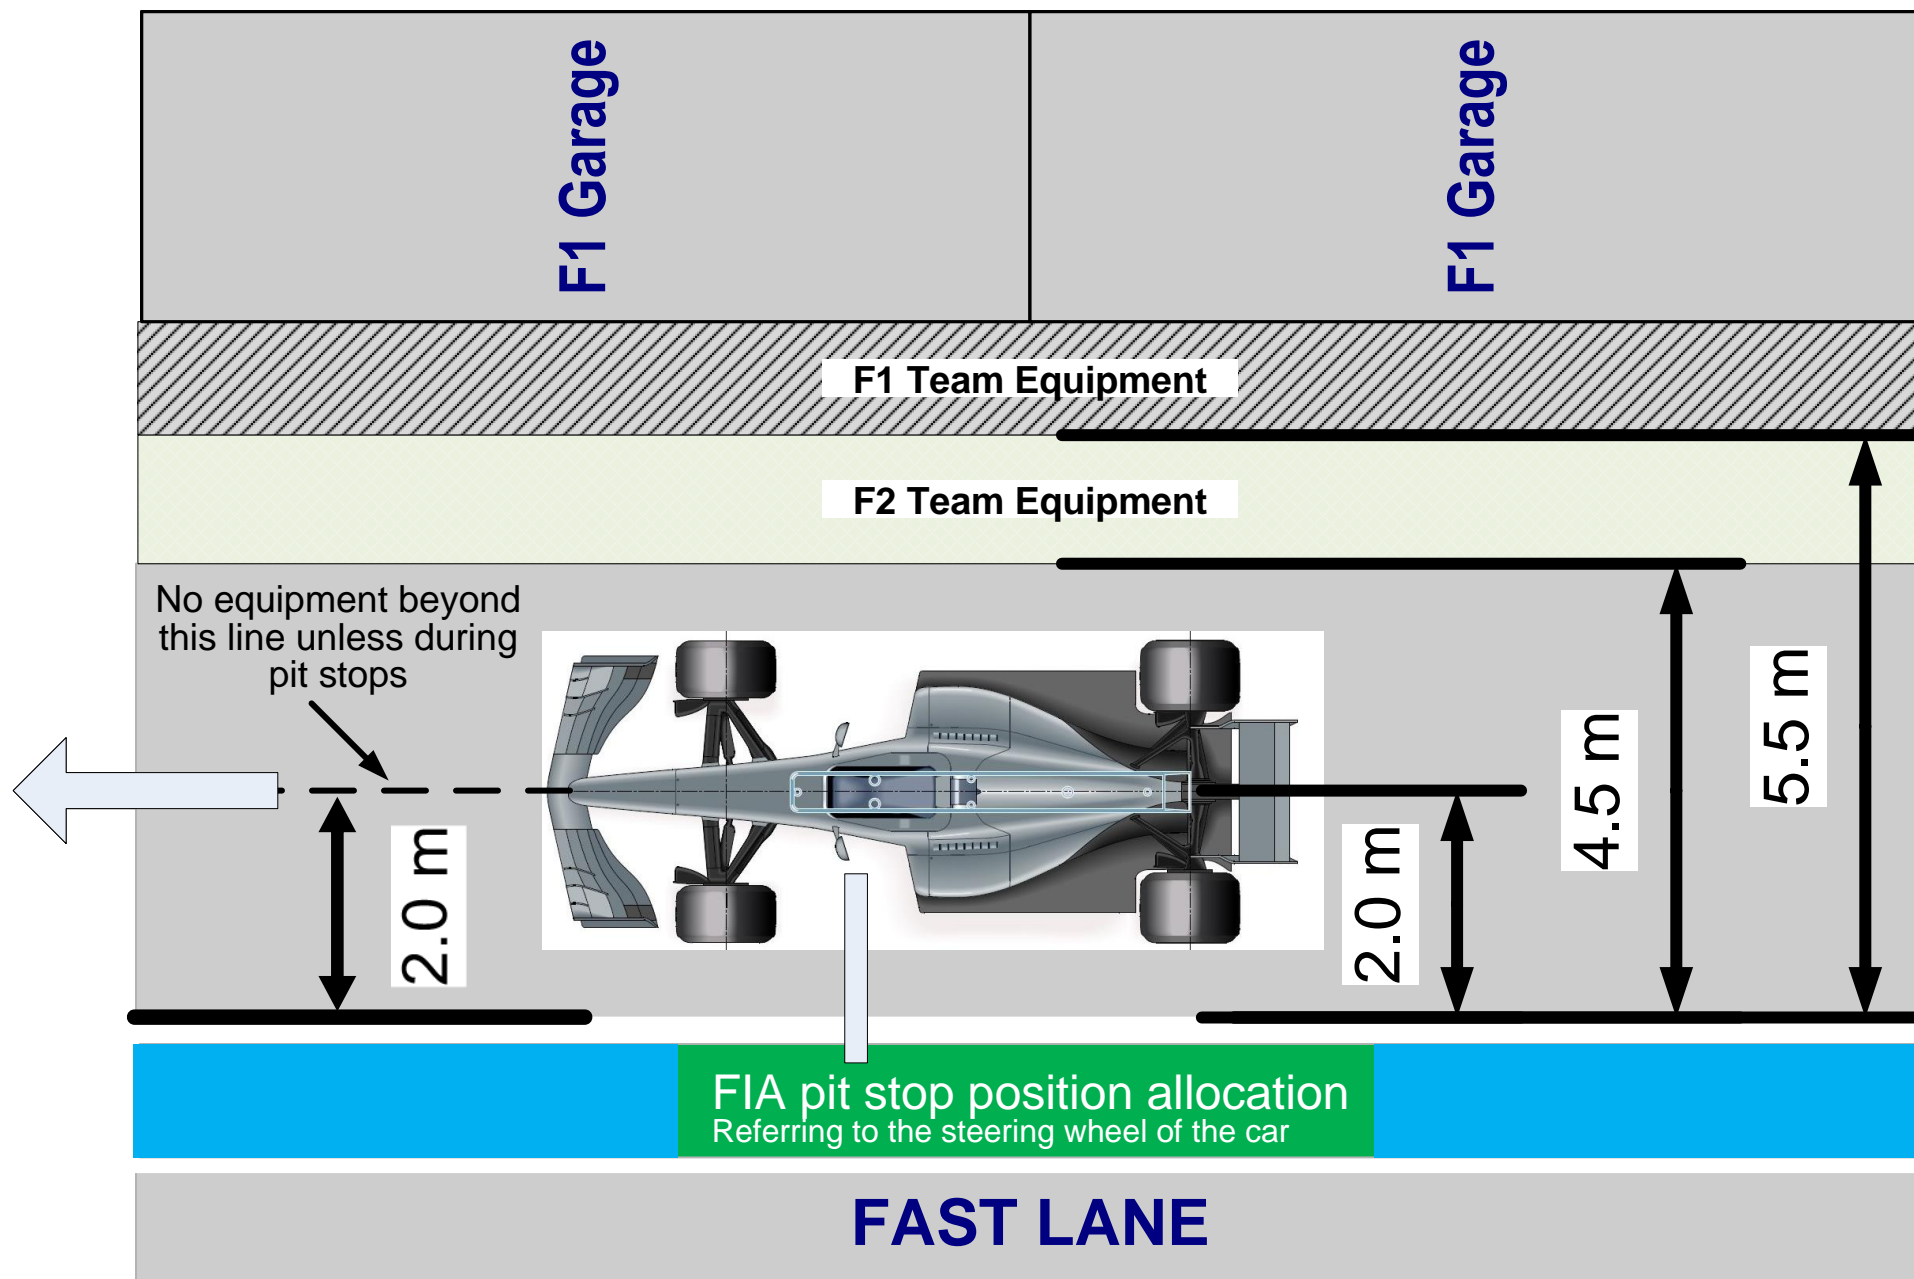 F1 Garage
F1 Garage
F1 Team Equipment
F2 Team Equipment
No equipment beyond
this line unless during
pit stops
2.0 m
2.0 m
4.5 m
5.5 m
FIA pit stop position allocation
Referring to the steering wheel of the car
FAST LANE